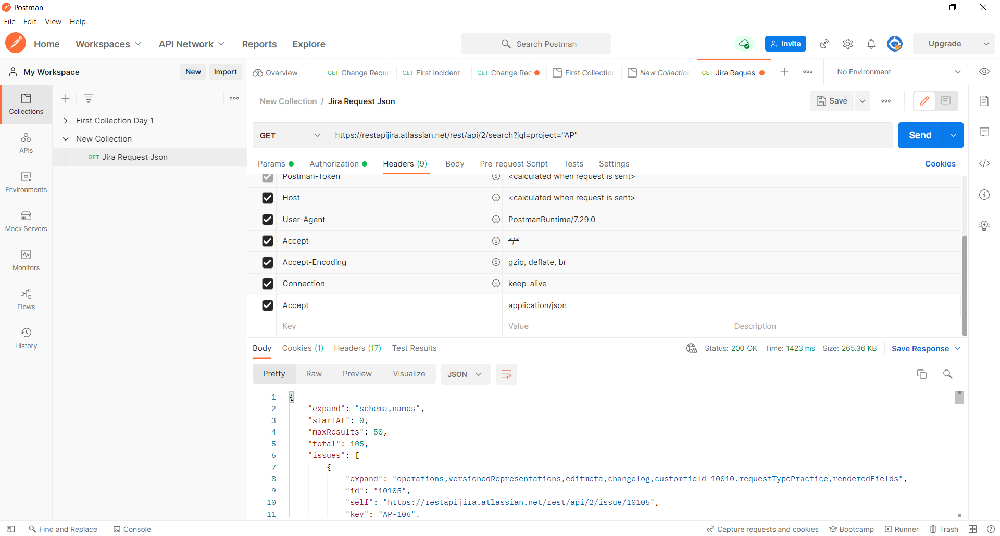 Postman
File Edit View Help
Home Workspaces API Network Reports Explore Search Postman Invite Upgrade
My Workspace New Import Overview GET Change Reque GET First incident GET Change Rec First Collection New Collection GET Jira Reques No Environment
Collections
APIs
Environments
Mock Servers
Monitors
Flows
History
First Collection Day 1
New Collection
GET Jira Request Json
New Collection / Jira Request Json Save
GET https://restapijira.atlassian.net/rest/api/2/search?jql=project="AP" Send
Params Authorization Headers (9) Body Pre-request Script Tests Settings Cookies
Postman-Token <calculated when request is sent>
Host <calculated when request is sent>
User-Agent PostmanRuntime/7.29.0
Accept */*
Accept-Encoding gzip, deflate, br
Connection keep-alive
Accept application/json
Key Value Description
Body Cookies (1) Headers (17) Test Results Status: 200 OK Time: 1423 ms Size: 265.36 KB Save Response
Pretty Raw Preview Visualize JSON
1 {
2 "expand": "schema,names",
3 "startAt": 0,
4 "maxResults": 50,
5 "total": 105,
6 "issues": [
7 {
8 "expand": "operations,versionedRepresentations,editmeta,changelog,customfield_10010.requestTypePractice,renderedFields",
9 "id": "10105",
10 "self": "https://restapijira.atlassian.net/rest/api/2/issue/10105",
11 "key": "AP-106",
Find and Replace Console Capture requests and cookies Bootcamp Runner Trash